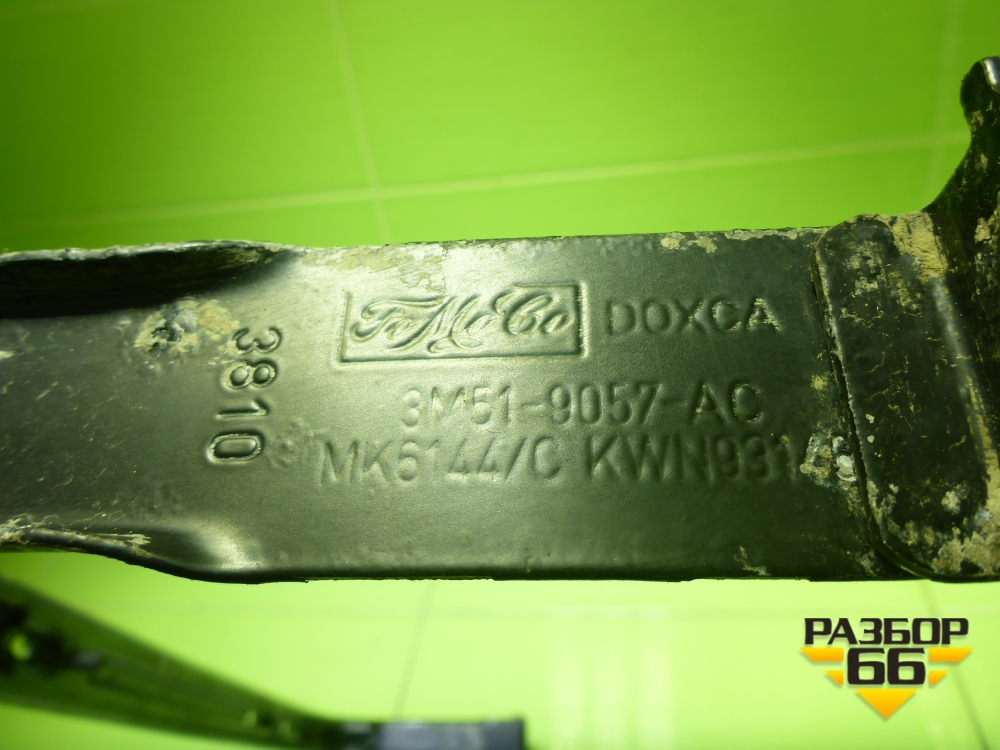 FoMoCo DOXCA
3810
3M51-9057-AC
MK6144/C KWN931
РАЗБОР
66